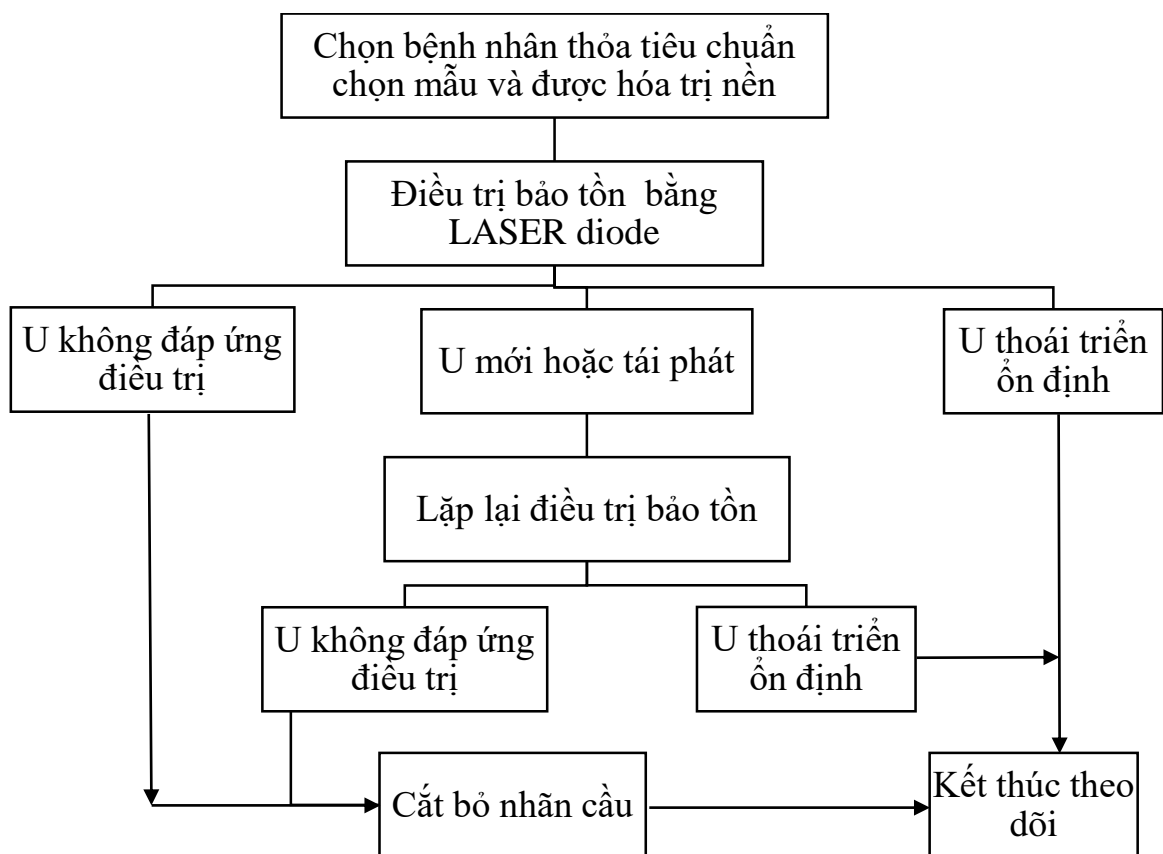 Chọn bệnh nhân thỏa tiêu chuẩn
chọn mẫu và được hóa trị nền
Điều trị bảo tồn bằng
LASER diode
U không đáp ứng
điều trị
U mới hoặc tái phát
U thoái triển
ổn định
Lặp lại điều trị bảo tồn
U không đáp ứng
điều trị
U thoái triển
ổn định
Cắt bỏ nhãn cầu
Kết thúc theo
dõi